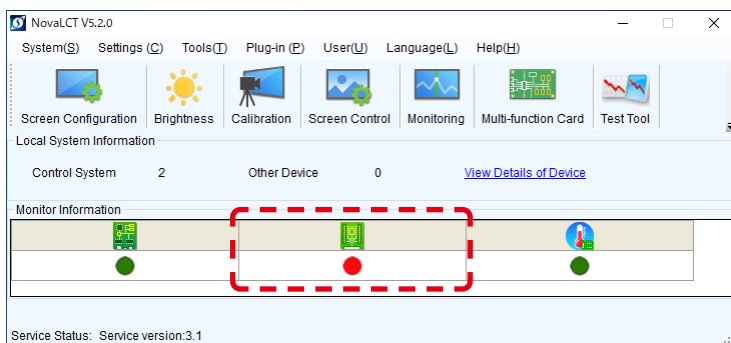 NovaLCT V5.2.0
System(S) Settings (C) Tools(T) Plug-in (P) User(U) Language(L) Help(H)
Screen Configuration Brightness Calibration Screen Control Monitoring Multi-function Card Test Tool
Local System Information
Control System 2 Other Device 0 View Details of Device
Monitor Information
Service Status: Service version:3.1